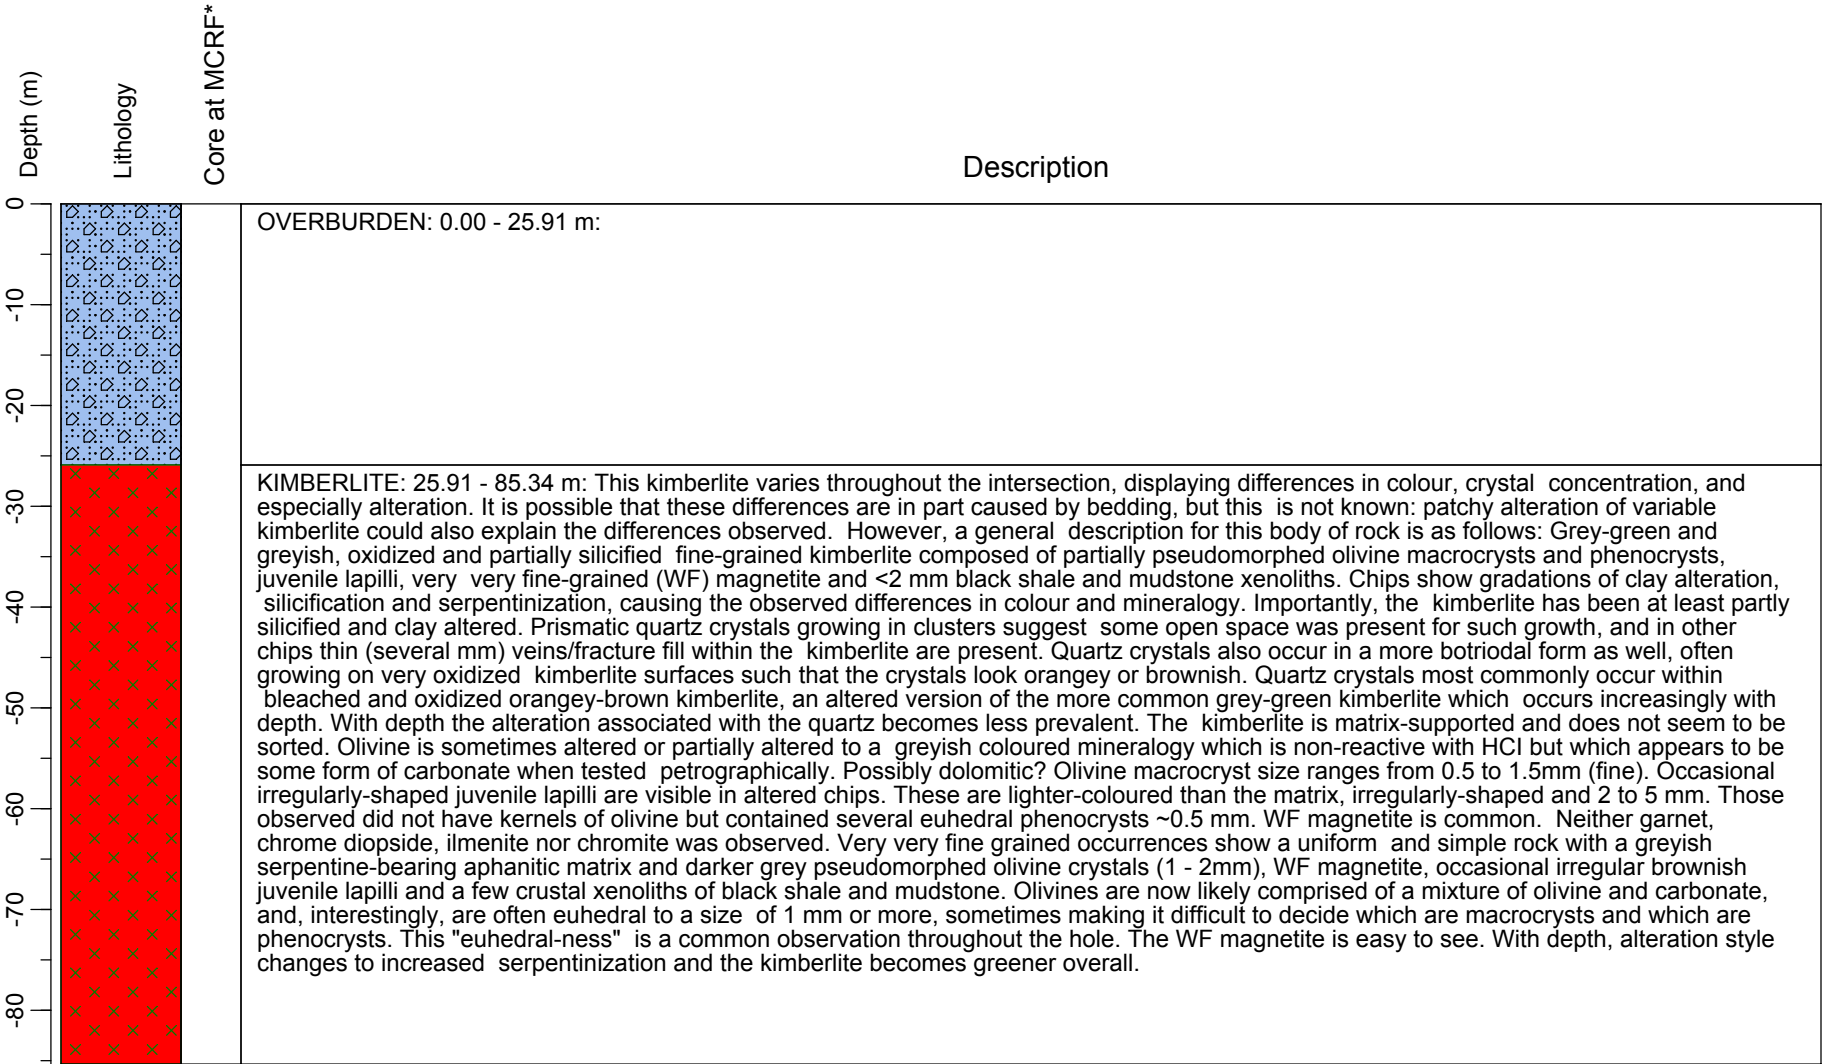 Depth (m)
Lithology
Core at MCRF*
Description
0
-10
-20
-30
-40
-50
-60
-70
-80
OVERBURDEN: 0.00 - 25.91 m:
KIMBERLITE: 25.91 - 85.34 m: This kimberlite varies throughout the intersection, displaying differences in colour, crystal concentration, and
especially alteration. It is possible that these differences are in part caused by bedding, but this is not known: patchy alteration of variable
kimberlite could also explain the differences observed. However, a general description for this body of rock is as follows: Grey-green and
greyish, oxidized and partially silicified fine-grained kimberlite composed of partially pseudomorphed olivine macrocrysts and phenocrysts,
juvenile lapilli, very very fine-grained (WF) magnetite and <2 mm black shale and mudstone xenoliths. Chips show gradations of clay alteration,
silicification and serpentinization, causing the observed differences in colour and mineralogy. Importantly, the kimberlite has been at least partly
silicified and clay altered. Prismatic quartz crystals growing in clusters suggest some open space was present for such growth, and in other
chips thin (several mm) veins/fracture fill within the kimberlite are present. Quartz crystals also occur in a more botriodal form as well, often
growing on very oxidized kimberlite surfaces such that the crystals look orangey or brownish. Quartz crystals most commonly occur within
bleached and oxidized orangey-brown kimberlite, an altered version of the more common grey-green kimberlite which occurs increasingly with
depth. With depth the alteration associated with the quartz becomes less prevalent. The kimberlite is matrix-supported and does not seem to be
sorted. Olivine is sometimes altered or partially altered to a greyish coloured mineralogy which is non-reactive with HCI but which appears to be
some form of carbonate when tested petrographically. Possibly dolomitic? Olivine macrocryst size ranges from 0.5 to 1.5mm (fine). Occasional
irregularly-shaped juvenile lapilli are visible in altered chips. These are lighter-coloured than the matrix, irregularly-shaped and 2 to 5 mm. Those
observed did not have kernels of olivine but contained several euhedral phenocrysts ~0.5 mm. WF magnetite is common. Neither garnet,
chrome diopside, ilmenite nor chromite was observed. Very very fine grained occurrences show a uniform and simple rock with a greyish
serpentine-bearing aphanitic matrix and darker grey pseudomorphed olivine crystals (1 - 2mm), WF magnetite, occasional irregular brownish
juvenile lapilli and a few crustal xenoliths of black shale and mudstone. Olivines are now likely comprised of a mixture of olivine and carbonate,
and, interestingly, are often euhedral to a size of 1 mm or more, sometimes making it difficult to decide which are macrocrysts and which are
phenocrysts. This "euhedral-ness" is a common observation throughout the hole. The WF magnetite is easy to see. With depth, alteration style
changes to increased serpentinization and the kimberlite becomes greener overall.